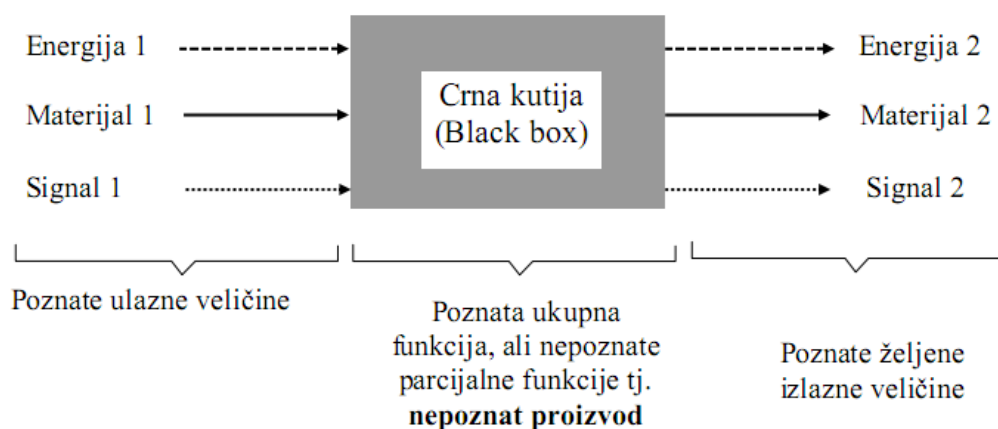 Energija 1
Energija 2
Materijal 1
Crna kutija
(Black box)
Materijal 2
Signal 1
Signal 2
Poznate ulazne veličine
Poznata ukupna
funkcija, ali nepoznate
parcijalne funkcije tj.
nepoznat proizvod
Poznate željene
izlazne veličine